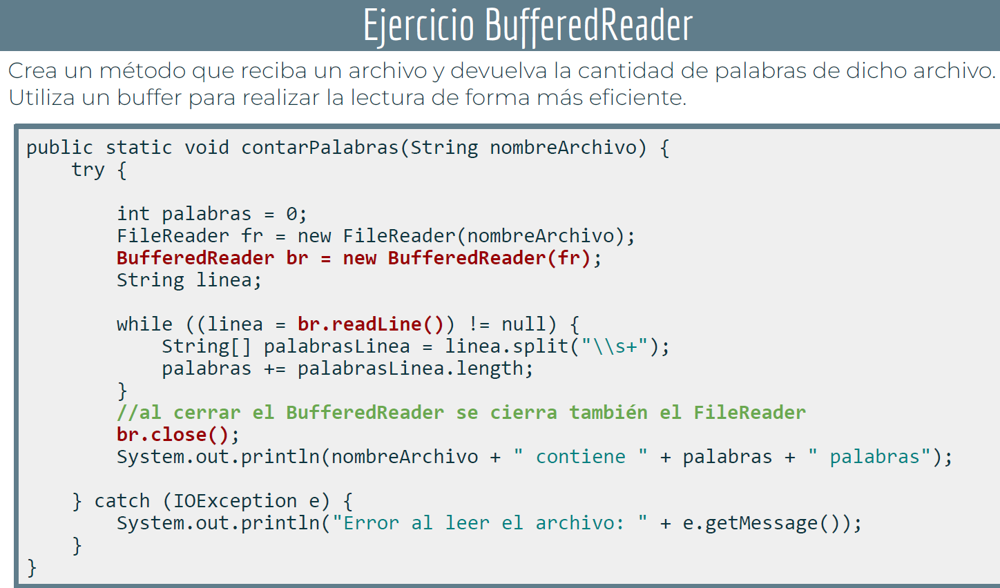 Ejercicio BufferedReader
Crea un método que reciba un archivo y devuelva la cantidad de palabras de dicho archivo.
Utiliza un buffer para realizar la lectura de forma más eficiente.
public static void contarPalabras(String nombreArchivo) {
    try {
        int palabras = 0;
        FileReader fr = new FileReader(nombreArchivo);
        BufferedReader br = new BufferedReader(fr);
        String linea;
        while ((linea = br.readLine()) != null) {
            String[] palabrasLinea = linea.split("\\s+");
            palabras += palabrasLinea.length;
        }
        //al cerrar el BufferedReader se cierra también el FileReader
        br.close();
        System.out.println(nombreArchivo + " contiene " + palabras + " palabras");
    } catch (IOException e) {
        System.out.println("Error al leer el archivo: " + e.getMessage());
    }
}